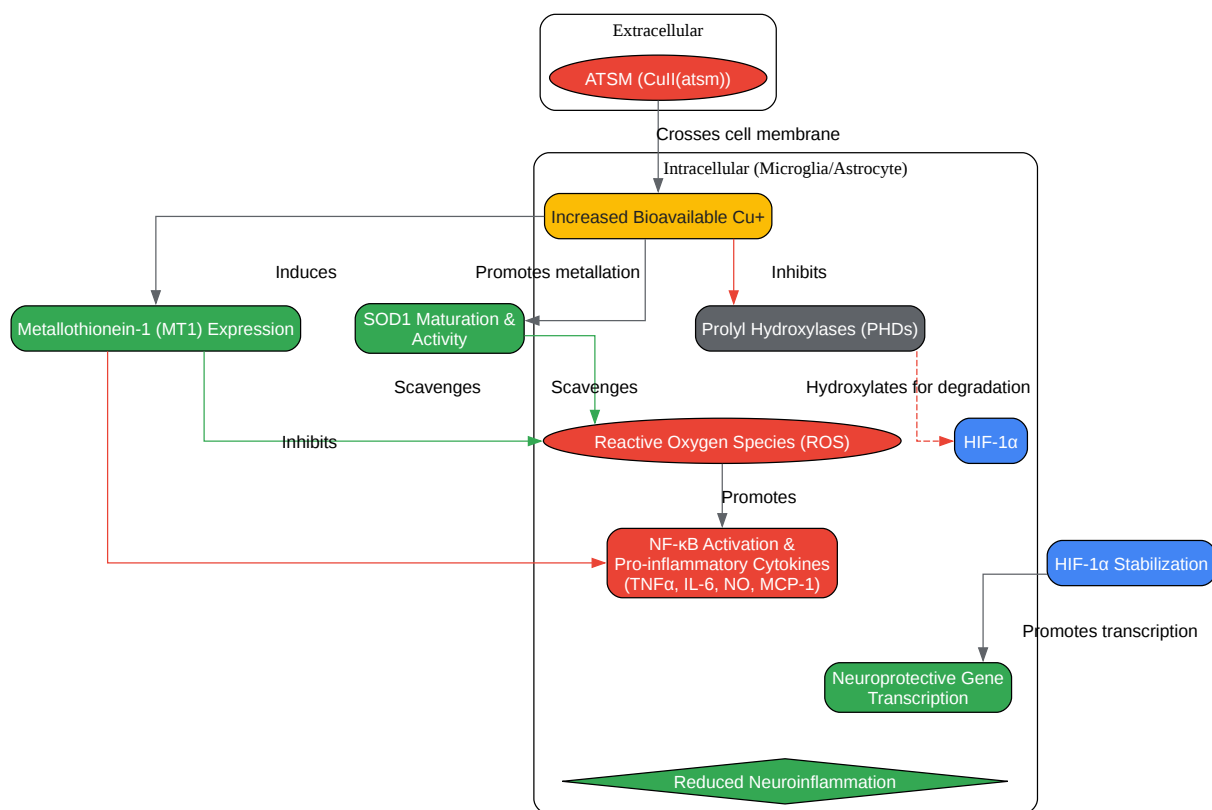 Extracellular
ATSM (CuII(atsm))
Crosses cell membrane
Intracellular (Microglia/Astrocyte)
Increased Bioavailable Cu+
Induces
Promotes metallation
Inhibits
Metallothionein-1 (MT1) Expression
SOD1 Maturation &
Activity
Prolyl Hydroxylases (PHDs)
Scavenges
Scavenges
Hydroxylates for degradation
Inhibits
Reactive Oxygen Species (ROS)
HIF-1α
Promotes
NF-κB Activation &
Pro-inflammatory Cytokines
(TNFα, IL-6, NO, MCP-1)
HIF-1α Stabilization
Promotes transcription
Neuroprotective Gene
Transcription
Reduced Neuroinflammation